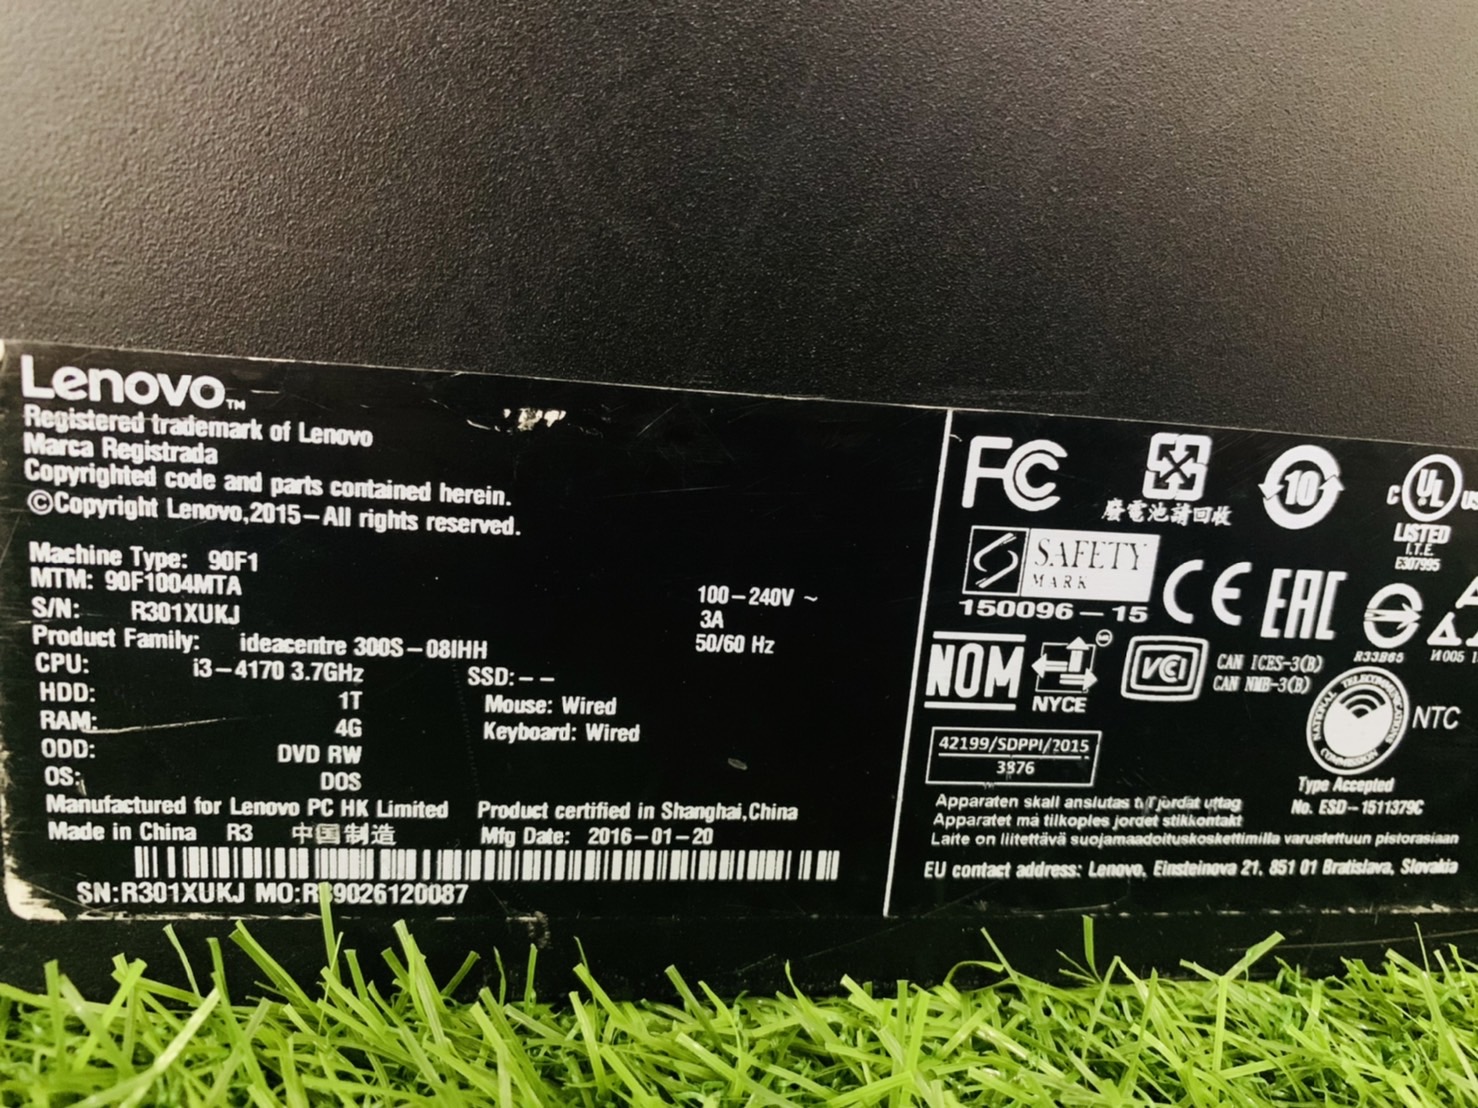 Lenovo™
Registered trademark of Lenovo
Marca Registrada
Copyrighted code and parts contained herein.
©Copyright Lenovo,2015–All rights reserved.
Machine Type: 90F1
MTM: 90F1004MTA
S/N: R301XUKJ
Product Family: ideacentre 300S–08IHH
CPU: i3–4170 3.7GHz
HDD: 1T
RAM: 4G
ODD: DVD RW
OS: DOS
100–240V ~
3A
50/60 Hz
SSD:––
Mouse: Wired
Keyboard: Wired
Manufactured for Lenovo PC HK Limited
Product certified in Shanghai,China
Made in China R3 中国制造
Mfg Date: 2016–01–20
SN:R301XUKJ
FC
廢電池請回收
10
C UL US
LISTED
I.T.E.
E307995
SAFETY
MARK
150096–15
CE
EAC
R33B65
NOM
NYCE
VCI
CAN ICES-3(B)
CAN NMB-3(B)
NTC
42199/SDPPI/2015
3876
Type Accepted
No. ESD–1511379C
Apparaten skall anslutas
Apparatet må tilkoples jordet stikkontakt
Laite on liitettävä suojamaadoituskoskettimilla varustettuun pistorasiaan
EU contact address: Lenovo, Einsteinova 21, 851 01 Bratislava, Slovakia